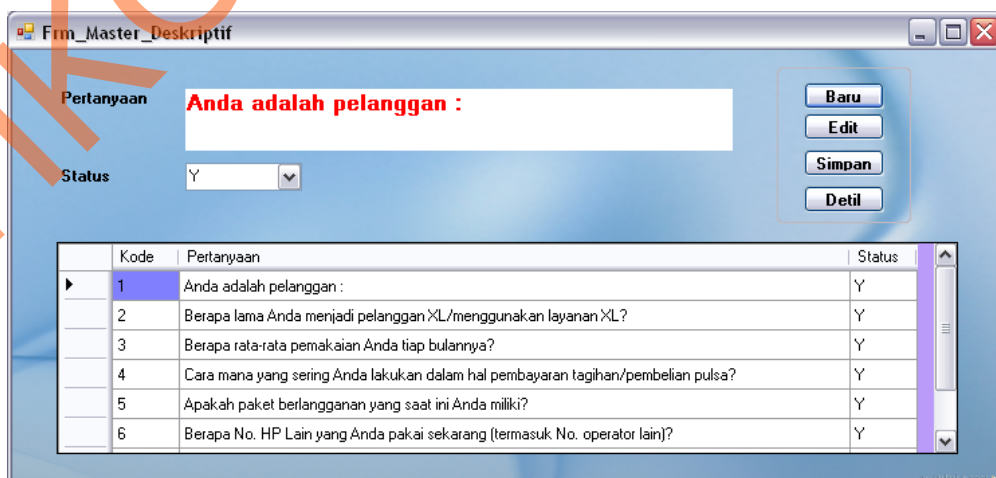 Frm_Master_Deskriptif
Pertanyaan
Anda adalah pelanggan :
Baru
Edit
Status
Y
Simpan
Detil
Kode Pertanyaan Status
1 Anda adalah pelanggan : Y
2 Berapa lama Anda menjadi pelanggan XL/menggunakan layanan XL? Y
3 Berapa rata-rata pemakaian Anda tiap bulannya? Y
4 Cara mana yang sering Anda lakukan dalam hal pembayaran tagihan/pembelian pulsa? Y
5 Apakah paket berlangganan yang saat ini Anda miliki? Y
6 Berapa No. HP Lain yang Anda pakai sekarang (termasuk No. operator lain)? Y